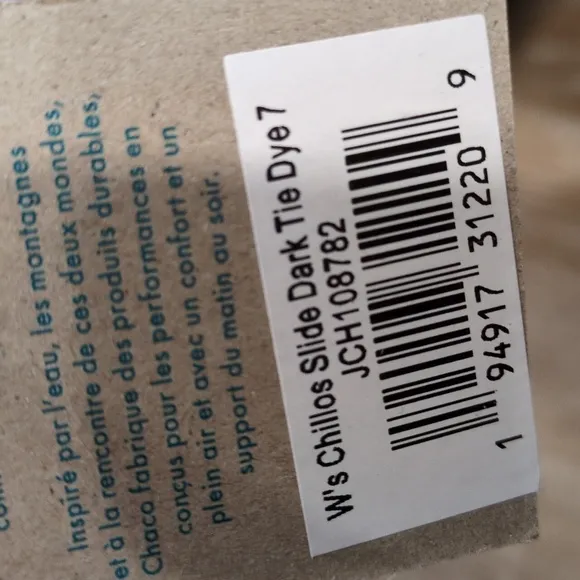 Inspiré par l'eau, les montagnes
et à la rencontre de ces deux mondes,
Chaco fabrique des produits durables,
conçus pour les performances en
plein air et avec un confort et un
support du matin au soir.
W's Chillos Slide Dark Tie Dye 7
JCH108782
1 94917 31220 9